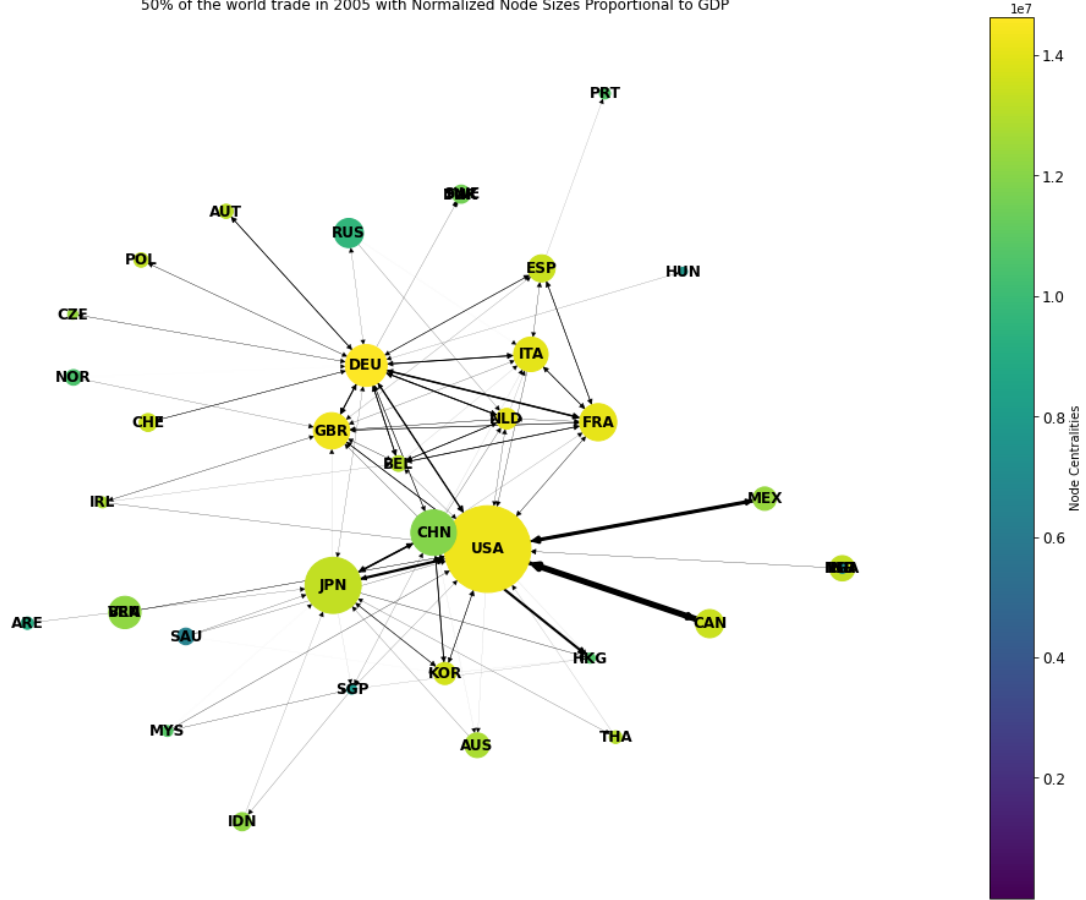 50% of the world trade in 2005 with Normalized Node Sizes Proportional to GDP
1e7
1.4
PRT
1.2
AUT
RUS
POL
ESP
HUN
1.0
CZE
ITA
DEU
NOR
CHE
GBR
NLD
FRA
0.8
BEL
Node Centralities
IRL
MEX
CHN
USA
0.6
JPN
ARE
SAU
CAN
HKG
0.4
KOR
SGP
MYS
AUS
THA
0.2
IDN